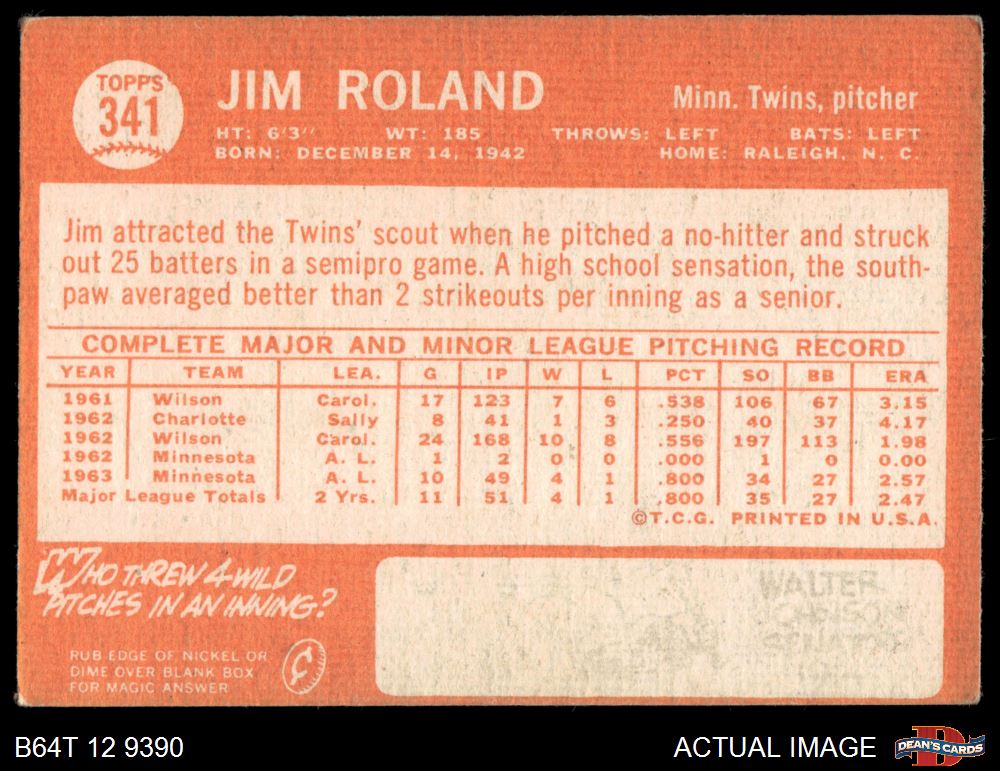 TOPP'S
341
JIM ROLAND
Minn. Twins, pitcher
HT: 6'3" WT: 185 THROWS: LEFT BATS: LEFT
BORN: DECEMBER 14, 1942 HOME: RALEIGH, N. C.
Jim attracted the Twins' scout when he pitched a no-hitter and struck
out 25 batters in a semipro game. A high school sensation, the south-
paw averaged better than 2 strikeouts per inning as a senior.
COMPLETE MAJOR AND MINOR LEAGUE PITCHING RECORD
YEAR TEAM LEA. G IP W L PCT SO BB ERA
1961 Wilson Carol. 17 123 7 6 .538 106 67 3.15
1962 Charlotte Sally 8 41 1 3 .250 40 37 4.17
1962 Wilson Carol. 24 168 10 8 .556 197 113 1.98
1962 Minnesota A. L. 1 2 0 0 .000 1 0 0.00
1963 Minnesota A. L. 10 49 4 1 .800 34 27 2.57
Major League Totals 2 Yrs. 11 51 4 1 .800 35 27 2.47
©T.C.G. PRINTED IN U.S.A.
WHO THREW 4 WILD
PITCHES IN AN INNING?
RUB EDGE OF NICKEL OR
DIME OVER BLANK BOX
FOR MAGIC ANSWER
WALTER
JOHNSON
SENATORS
B64T 12 9390
ACTUAL IMAGE
DEAN'S CARDS